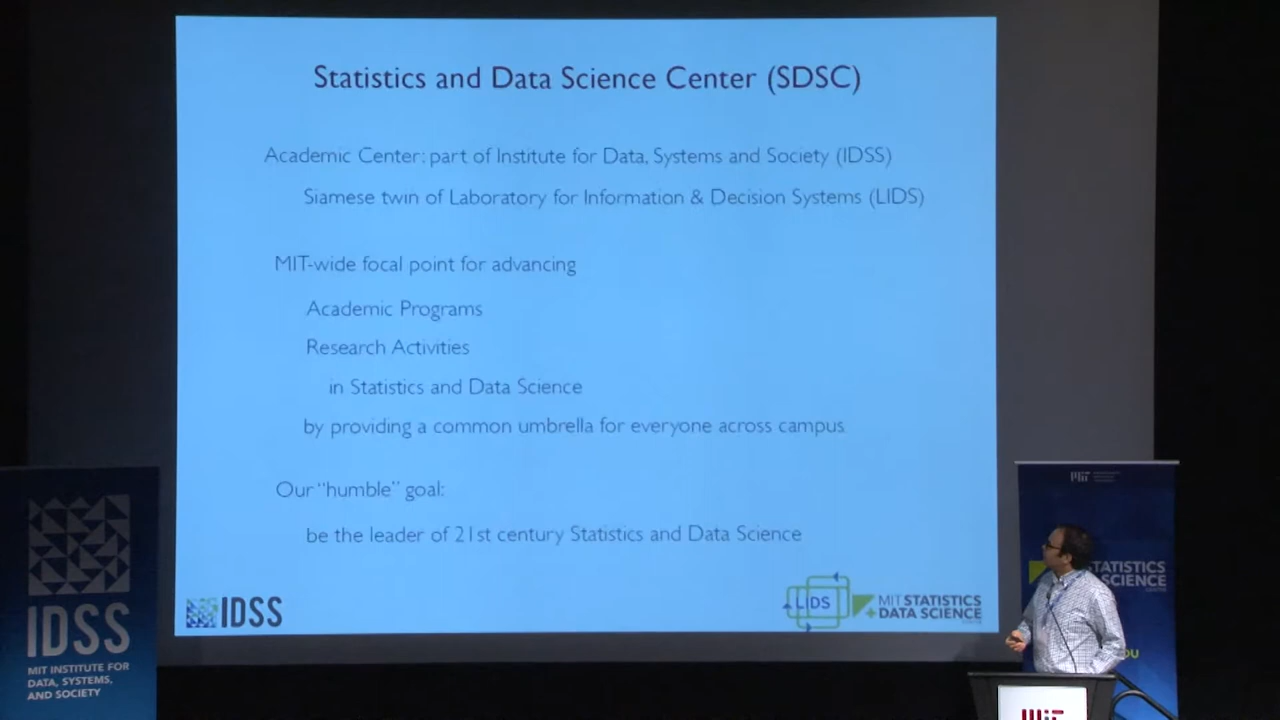 Statistics and Data Science Center (SDSC)
Academic Center: part of Institute for Data, Systems and Society (IDSS)
Siamese twin of Laboratory for Information & Decision Systems (LIDS)
MIT-wide focal point for advancing
Academic Programs
Research Activities
in Statistics and Data Science
by providing a common umbrella for everyone across campus
Our "humble" goal:
be the leader of 21st century Statistics and Data Science
IDSS
LIDS
MIT STATISTICS
+ DATA SCIENCE
IDSS
MIT INSTITUTE FOR
DATA, SYSTEMS,
AND SOCIETY
MIT
TATISTICS
SCIENCE
DU
MIT